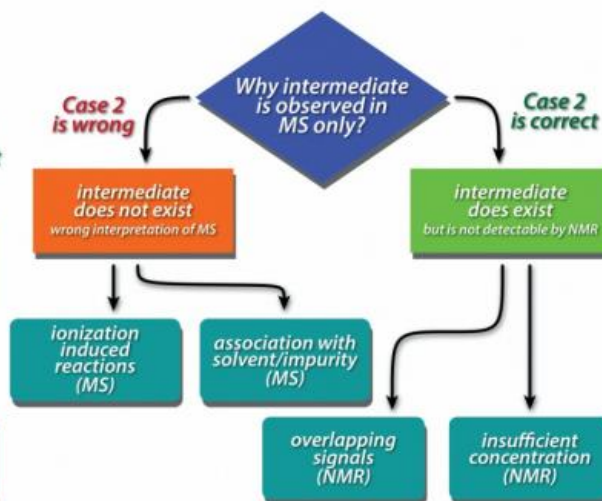 Why intermediate
is observed in
MS only?
Case 2
is wrong
Case 2
is correct
intermediate
does not exist
wrong interpretation of MS
intermediate
does exist
but is not detectable by NMR
ionization
induced
reactions
(MS)
association with
solvent/impurity
(MS)
overlapping
signals
(NMR)
insufficient
concentration
(NMR)